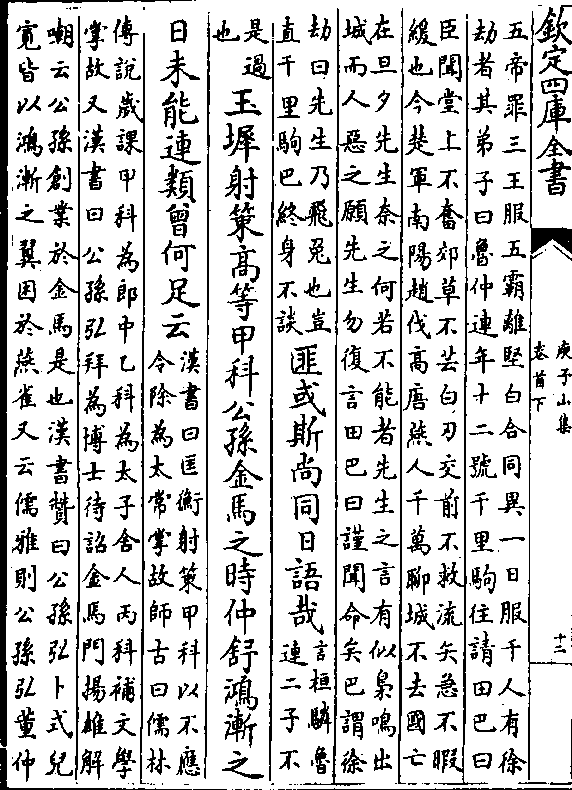 欽定四庫全書
庾子山集
卷首下
十二
五帝罪三王服五霸離堅白合同異一日服千人有徐
劫者其弟子曰魯仲連年十二號千里駒往請田巴曰
臣聞堂上不奮郊草不芸白刃交前不救流矢急不暇
緩也今楚軍南陽趙伐高唐燕人千萬聊城不去國亡
在旦夕先生奈之何若不能者先生之言有似梟鳴出
城而人惡之願先生勿復言田巴曰謹聞命矣巴謂徐
劫曰先生乃飛兔也豈
直千里駒巴終身不談
匪或斯尚同日語哉
言桓驎魯
連二子不
是過
也
玉墀射策高等甲科公孫金馬之時仲舒鴻漸之
日未能連類曾何足云
漢書曰匡衡射策甲科以不應
令除為太常掌故師古曰儒林
傳說歲課甲科為郎中乙科為太子舍人丙科補文學
掌故又漢書曰公孫弘拜為博士待詔金馬門揚雄解
嘲云公孫創業於金馬是也漢書贊曰公孫弘卜式兒
寛皆以鴻漸之翼困於燕雀又云儒雅則公孫弘董仲